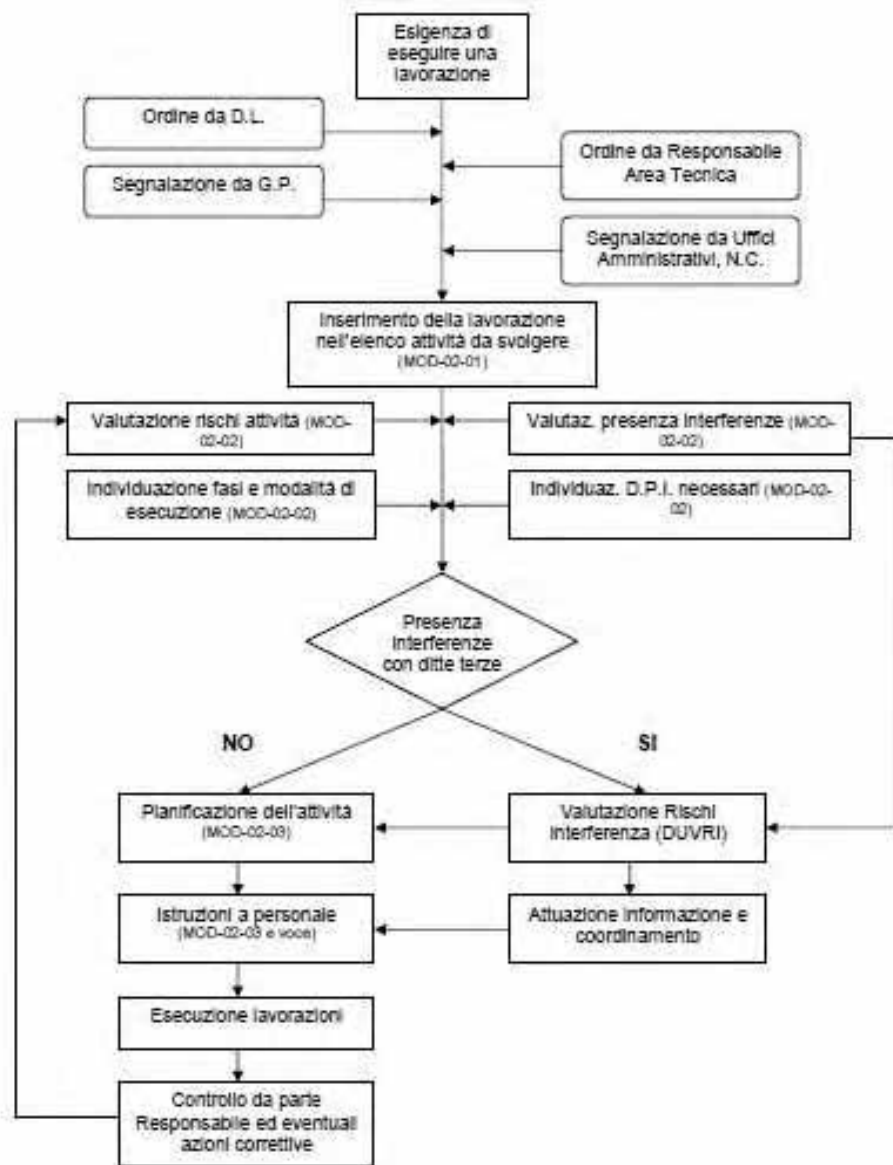 Esigenza di
eseguire una
lavorazione
Ordine da D.L.
Ordine da Responsabile
Area Tecnica
Segnalazione da G.P.
Segnalazione da Uffici
Amministrativi, N.C.
Inserimento della lavorazione
nell'elenco attività da svolgere
(MOD-02-01)
Valutazione rischi attività (MOD-
02-02)
Valutaz. presenza interferenze (MOD-
02-02)
Individuazione fasi e modalità di
esecuzione (MOD-02-02)
Individuaz. D.P.I. necessari (MOD-02-
02)
Presenza
interferenze
con ditte terze
NO
SI
Pianificazione dell'attività
(MOD-02-03)
Valutazione Rischi
Interferenza (DUVRI)
Istruzioni a personale
(MOD-02-03 e voce)
Attuazione informazione e
coordinamento
Esecuzione lavorazioni
Controllo da parte
Responsabile ed eventuali
azioni correttive